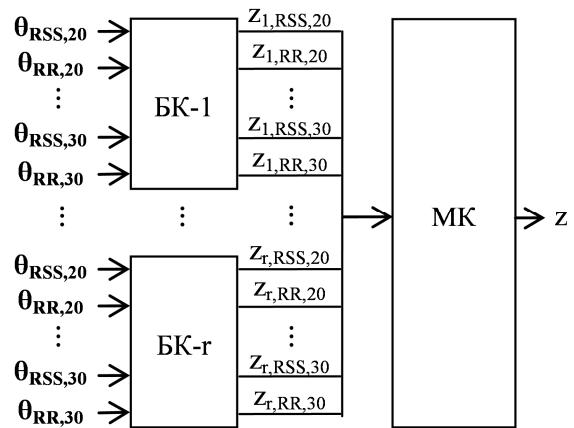 θRSS,20 z1,RSS,20
θRR,20 z1,RR,20
⋮ БК-1 ⋮
θRSS,30 z1,RSS,30
θRR,30 z1,RR,30
⋮ ⋮ ⋮ МК z
θRSS,20 zr,RSS,20
θRR,20 zr,RR,20
⋮ БК-r ⋮
θRSS,30 zr,RSS,30
θRR,30 zr,RR,30